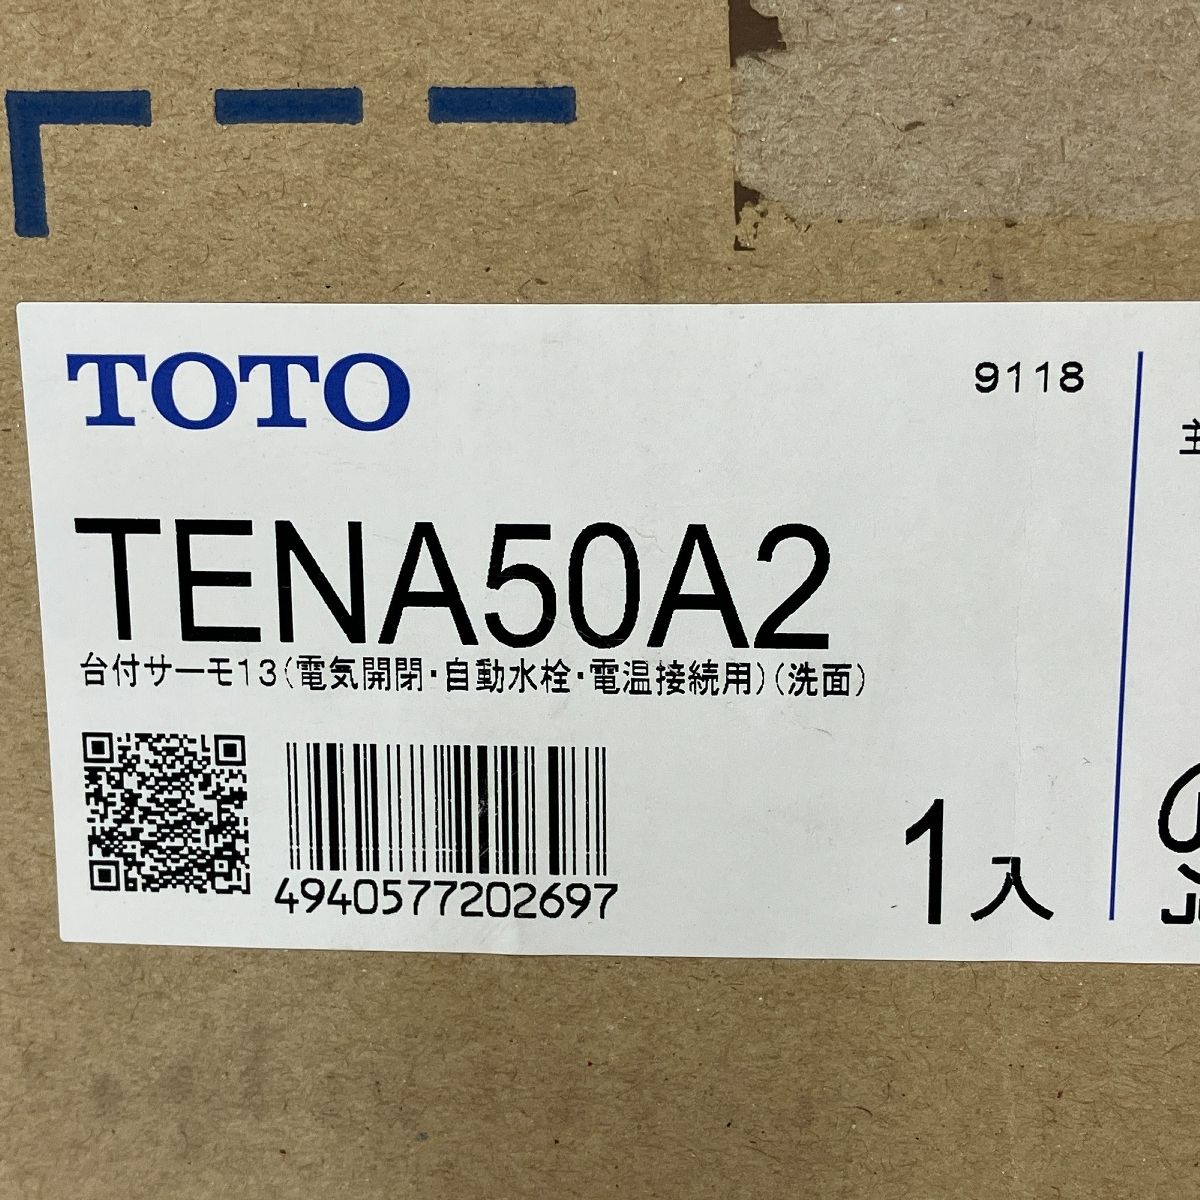 TOTO
9118
TENA50A2
台付サーモ13(電気開閉・自動水栓・電温接続用)(洗面)
4940577202697
1入
主